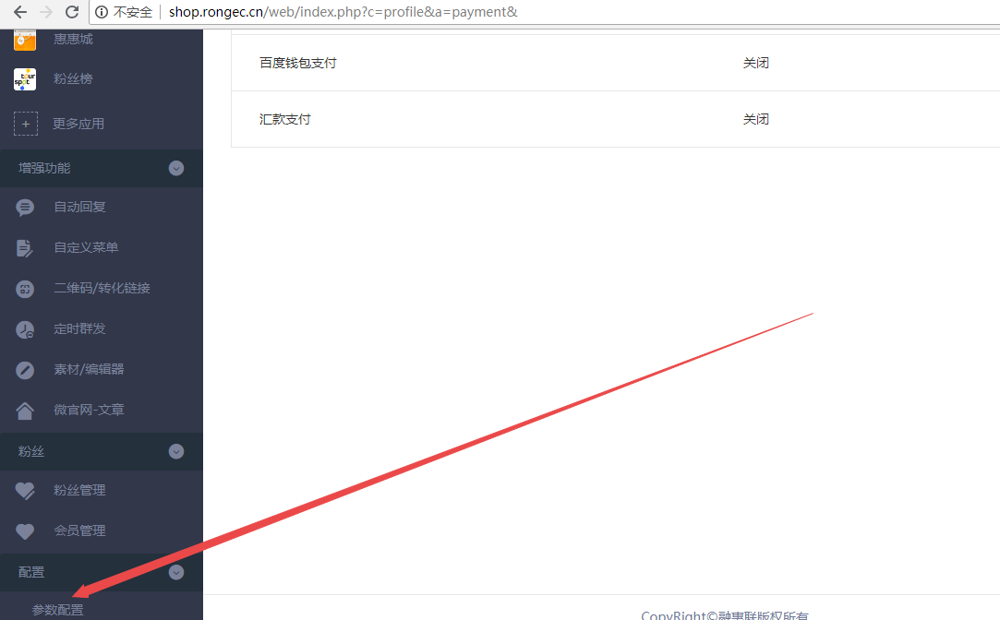 不安全 shop.rongec.cn/web/index.php?c=profile&a=payment&
惠惠城
tour
spot
粉丝榜
更多应用
增强功能
自动回复
自定义菜单
二维码/转化链接
定时群发
素材/编辑器
微官网-文章
粉丝
粉丝管理
会员管理
配置
参数配置
百度钱包支付 关闭
汇款支付 关闭
CopyRight©融惠联版权所有